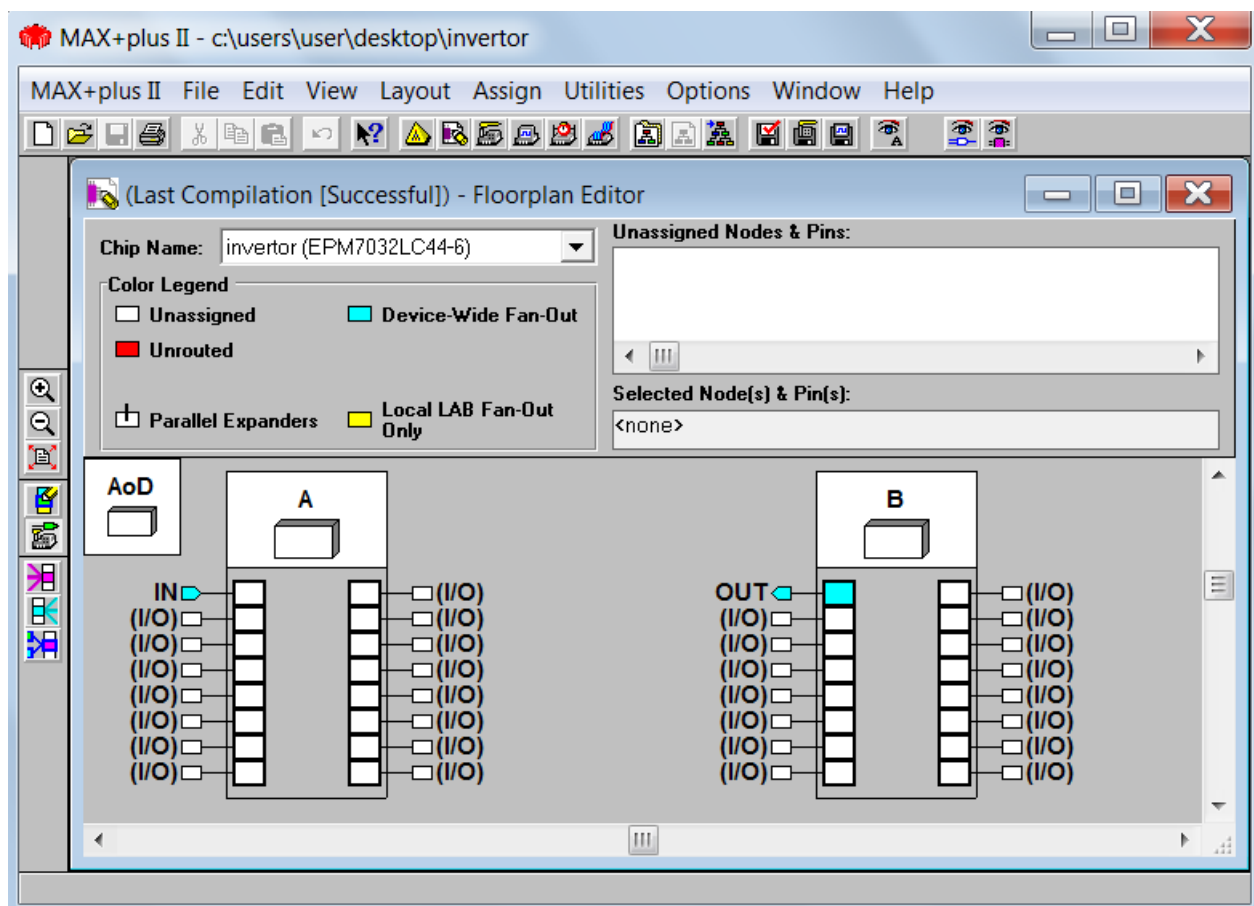 MAX+plus II - c:\users\user\desktop\invertor
MAX+plus II File Edit View Layout Assign Utilities Options Window Help
(Last Compilation [Successful]) - Floorplan Editor
Chip Name: invertor (EPM7032LC44-6)
Unassigned Nodes & Pins:
Color Legend
Unassigned Device-Wide Fan-Out
Unrouted
Parallel Expanders Local LAB Fan-Out
Only
Selected Node(s) & Pin(s):
<none>
AoD A B
IN (I/O) OUT (I/O)
(I/O) (I/O) (I/O) (I/O)
(I/O) (I/O) (I/O) (I/O)
(I/O) (I/O) (I/O) (I/O)
(I/O) (I/O) (I/O) (I/O)
(I/O) (I/O) (I/O) (I/O)
(I/O) (I/O) (I/O) (I/O)
(I/O) (I/O) (I/O) (I/O)